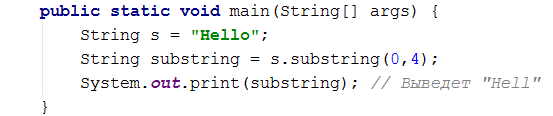 public static void main(String[] args) {
    String s = "Hello";
    String substring = s.substring(0,4);
    System.out.print(substring); // Выведет "Hell"
}